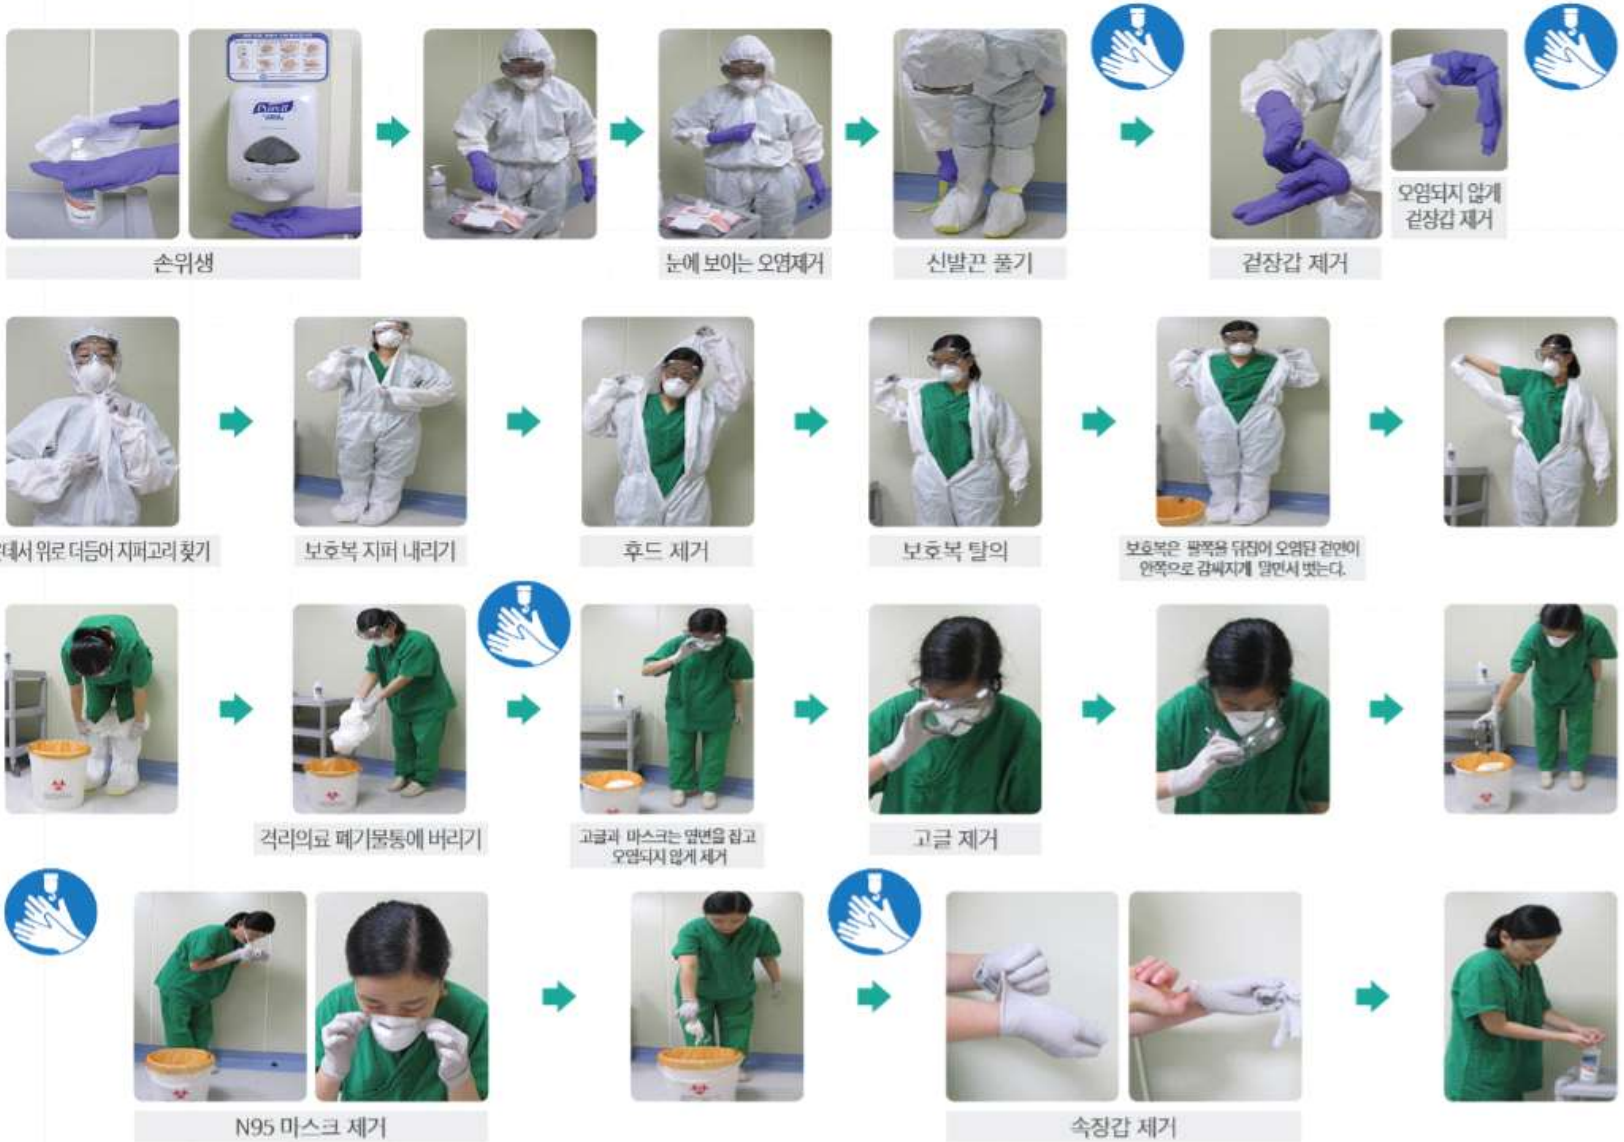 Purell
손위생
눈에 보이는 오염제거
신발끈 풀기
겉장갑 제거
오염되지 않게
겉장갑 제거
위로 더듬어 지퍼고리 찾기
보호복 지퍼 내리기
후드 제거
보호복 탈의
보호복은 팔쪽을 뒤집어 오염된 겉면이
안쪽으로 감싸지게 말면서 벗는다.
격리의료 폐기물통에 버리기
고글과 마스크는 옆면을 잡고
오염되지 않게 제거
고글 제거
N95 마스크 제거
속장갑 제거